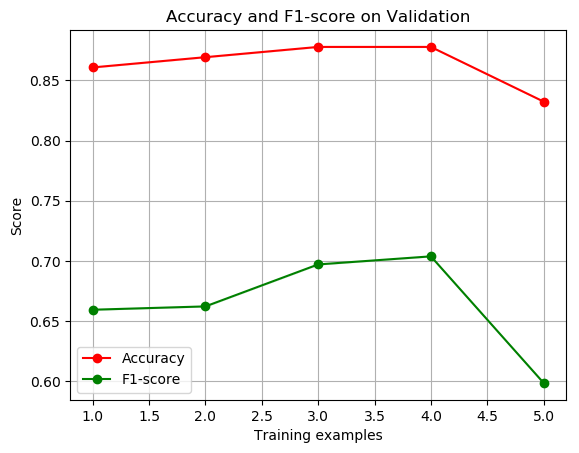 Accuracy and F1-score on Validation
0.85
0.80
0.75
0.70
0.65
0.60
Score
Accuracy
F1-score
1.0 1.5 2.0 2.5 3.0 3.5 4.0 4.5 5.0
Training examples